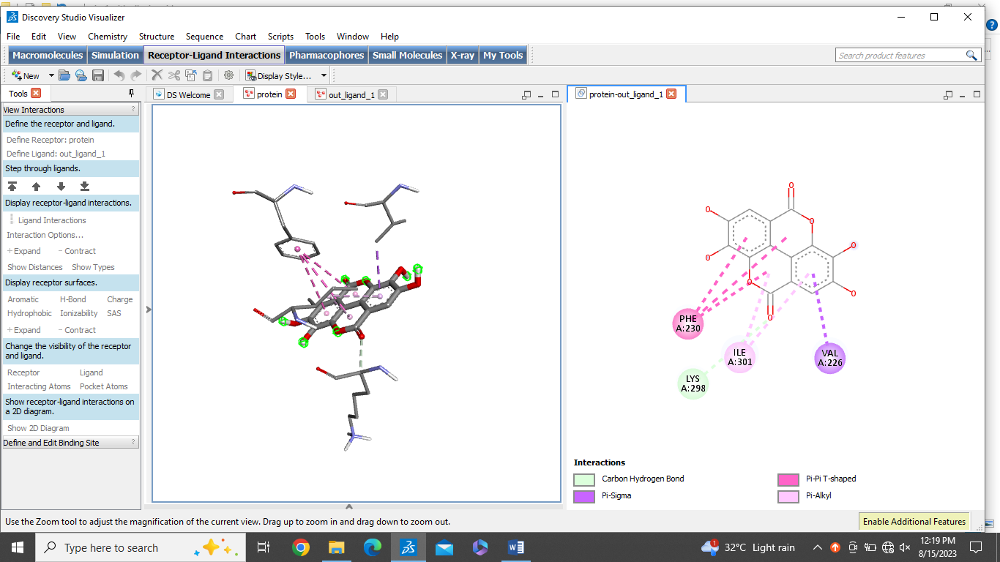 Discovery Studio Visualizer
File Edit View Chemistry Structure Sequence Chart Scripts Tools Window Help
Macromolecules Simulation Receptor-Ligand Interactions Pharmacophores Small Molecules X-ray My Tools
Search product features
New Display Style...
Tools
DS Welcome protein out_ligand_1
protein-out_ligand_1
View Interactions ?
Define the receptor and ligand.
Define Receptor: protein
Define Ligand: out_ligand_1
Step through ligands.
Display receptor-ligand interactions.
Ligand Interactions
Interaction Options...
+ Expand - Contract
Show Distances Show Types
Display receptor surfaces.
Aromatic H-Bond Charge
Hydrophobic Ionizability SAS
+ Expand - Contract
Change the visibility of the receptor
and ligand.
Receptor Ligand
Interacting Atoms Pocket Atoms
Show receptor-ligand interactions on
a 2D diagram.
Show 2D Diagram
Define and Edit Binding Site ?
O
O
O
O
O
O
O
O
PHE
A:230
ILE
A:301
VAL
A:226
LYS
A:298
Interactions
Carbon Hydrogen Bond
Pi-Sigma
Pi-Pi T-shaped
Pi-Alkyl
Use the Zoom tool to adjust the magnification of the current view. Drag up to zoom in and drag down to zoom out.
Enable Additional Features
Type here to search
32°C Light rain
12:19 PM
8/15/2023